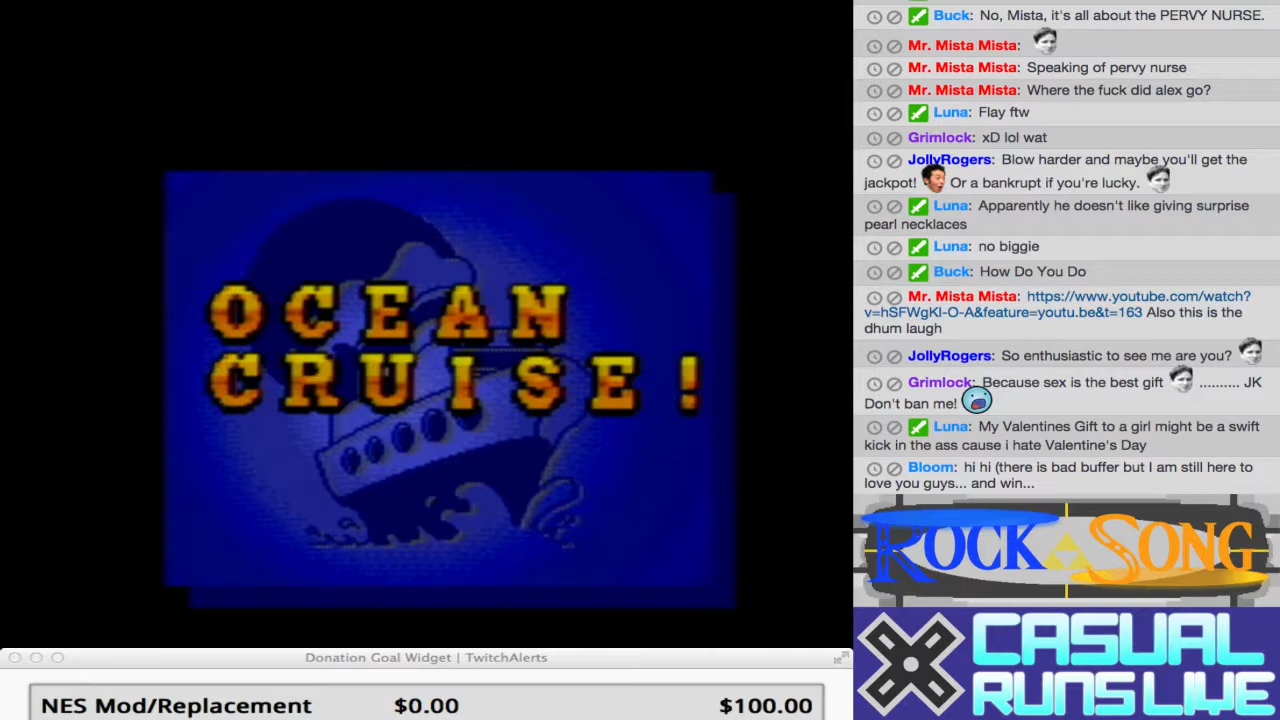 OCEAN
CRUISE!
Donation Goal Widget | TwitchAlerts
NES Mod/Replacement $0.00 $100.00
Buck: No, Mista, it's all about the PERVY NURSE.
Mr. Mista Mista:
Mr. Mista Mista: Speaking of pervy nurse
Mr. Mista Mista: Where the fuck did alex go?
Luna: Flay ftw
Grimlock: xD lol wat
JollyRogers: Blow harder and maybe you'll get the
jackpot! Or a bankrupt if you're lucky.
Luna: Apparently he doesn't like giving surprise
pearl necklaces
Luna: no biggie
Buck: How Do You Do
Mr. Mista Mista: https://www.youtube.com/watch?
v=hSFWgKl-O-A&feature=youtu.be&t=163 Also this is the
dhum laugh
JollyRogers: So enthusiastic to see me are you?
Grimlock: Because sex is the best gift .......... JK
Don't ban me!
Luna: My Valentines Gift to a girl might be a swift
kick in the ass cause i hate Valentine's Day
Bloom: hi hi (there is bad buffer but I am still here to
love you guys... and win...
ROCK SONG
CASUAL
RUNSLIVE